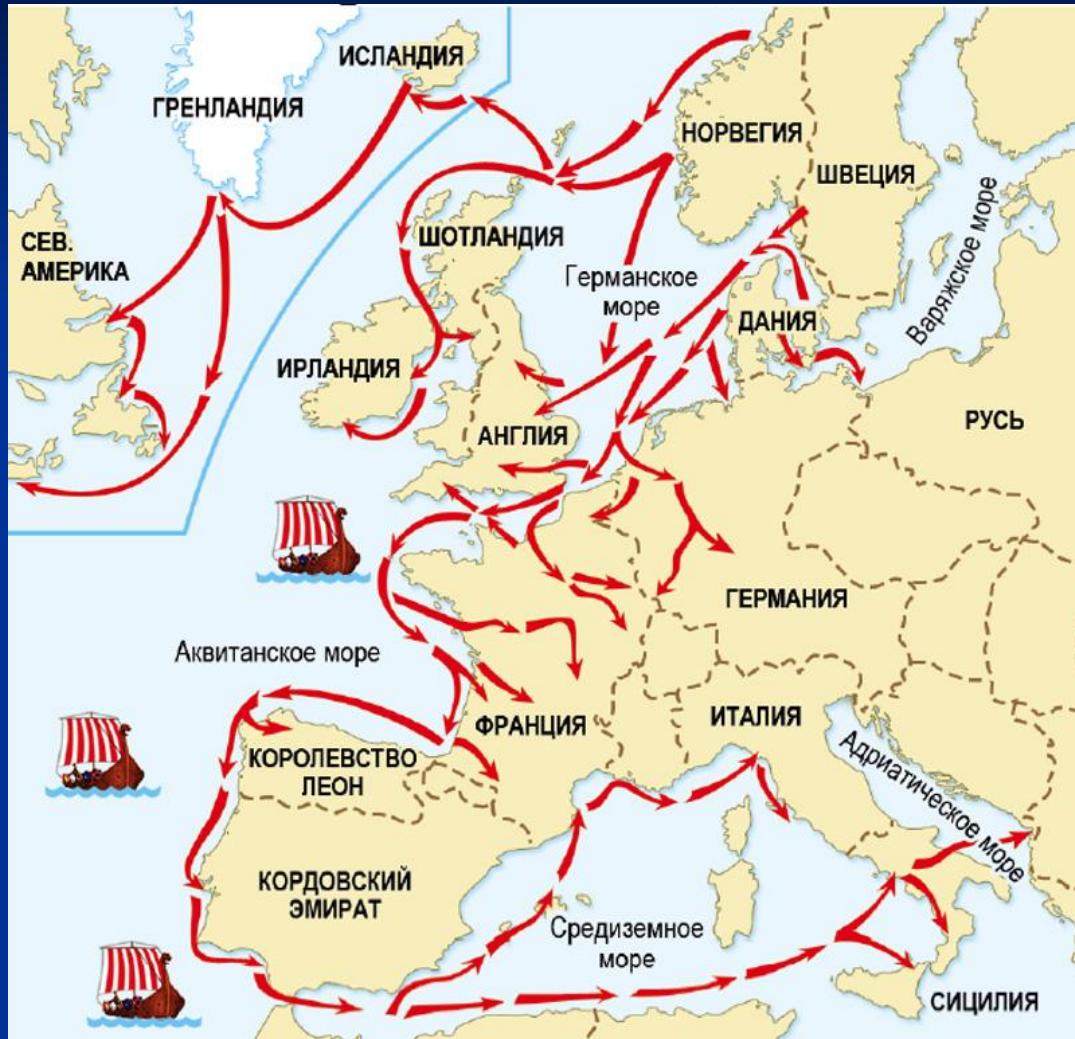 ИСЛАНДИЯ
ГРЕНЛАНДИЯ
НОРВЕГИЯ
ШВЕЦИЯ
СЕВ.
АМЕРИКА
ШОТЛАНДИЯ
Варяжское море
Германское
море
ДАНИЯ
ИРЛАНДИЯ
АНГЛИЯ
РУСЬ
ГЕРМАНИЯ
Аквитанское море
ФРАНЦИЯ
ИТАЛИЯ
КОРОЛЕВСТВО
ЛЕОН
Адриатическое море
КОРДОВСКИЙ
ЭМИРАТ
Средиземное
море
СИЦИЛИЯ